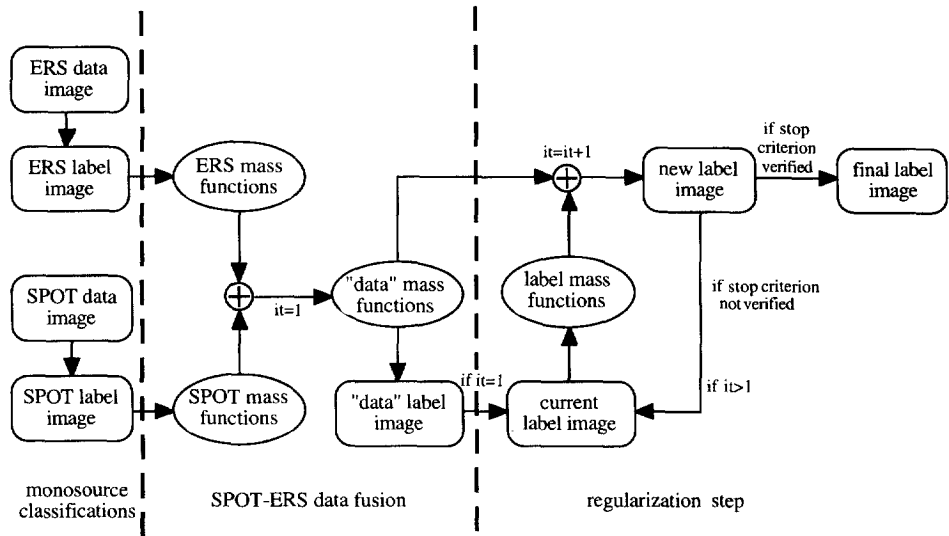 ERS data
image
ERS label
image
SPOT data
image
SPOT label
image
monosource
classifications
ERS mass
functions
it=1
SPOT mass
functions
"data" mass
functions
"data" label
image
SPOT-ERS data fusion
if it=1
it=it+1
label mass
functions
current
label image
new label
image
if stop
criterion
verified
final label
image
if stop criterion
not verified
if it>1
regularization step